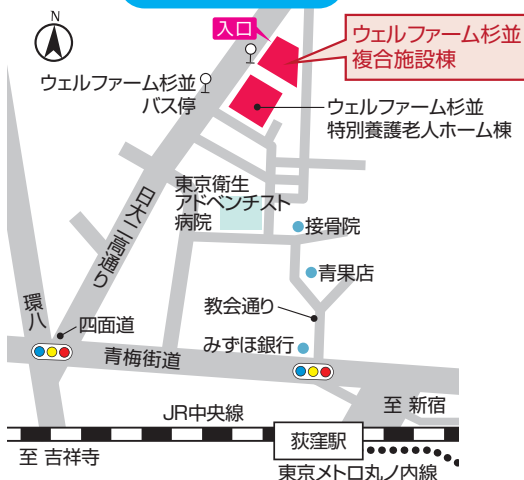 N
入口
ウェルファーム杉並
複合施設棟
ウェルファーム杉並
バス停
ウェルファーム杉並
特別養護老人ホーム棟
東京衛生
アドベンチスト
病院
接骨院
日大二高通り
青果店
環八
教会通り
四面道
みずほ銀行
青梅街道
至 新宿
JR中央線
荻窪駅
至 吉祥寺
東京メトロ丸ノ内線